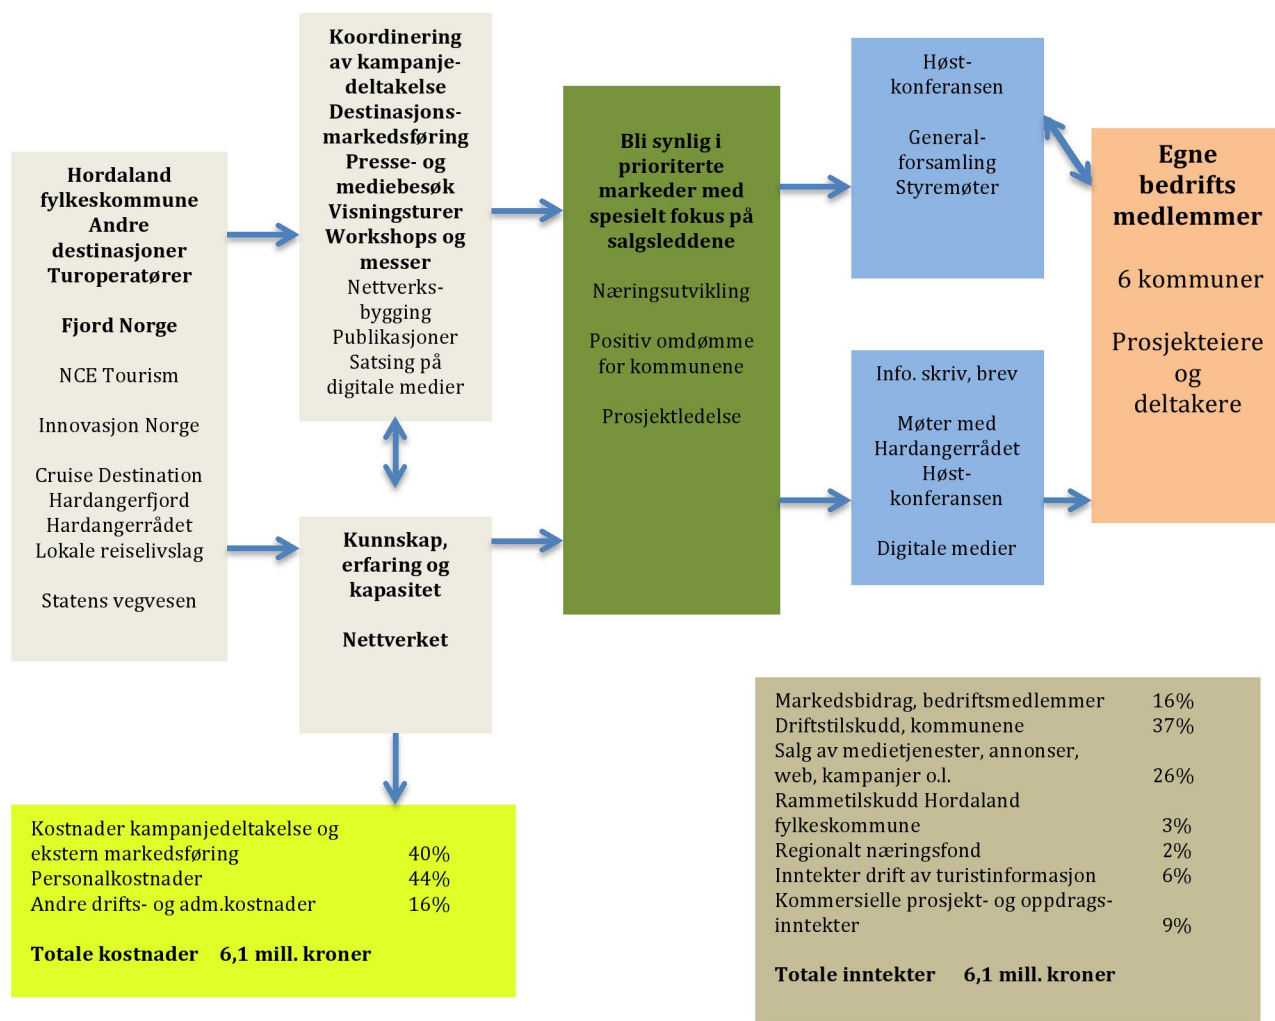 Hordaland
fylkeskommune
Andre
destinasjoner
Turoperatører
Fjord Norge
NCE Tourism
Innovasjon Norge
Cruise Destination
Hardangerfjord
Hardangerrådet
Lokale reiselivslag
Statens vegvesen
Koordinering
av kampanje-
deltakelse
Destinasjons-
markedsføring
Presse- og
mediebesøk
Visningsturer
Workshops og
messer
Nettverks-
bygging
Publikasjoner
Satsing på
digitale medier
Kunnskap,
erfaring og
kapasitet
Nettverket
Bli synlig i
prioriterte
markeder med
spesielt fokus på
salgsleddene
Næringsutvikling
Positiv omdømme
for kommunene
Prosjektledelse
Høst-
konferansen
General-
forsamling
Styremøter
Info. skriv, brev
Møter med
Hardangerrådet
Høst-
konferansen
Digitale medier
Egne
bedrifts
medlemmer
6 kommuner
Prosjekteiere
og
deltakere
Kostnader kampanjedeltakelse og
ekstern markedsføring 40%
Personalkostnader 44%
Andre drifts- og adm.kostnader 16%
Totale kostnader 6,1 mill. kroner
Markedsbidrag, bedriftsmedlemmer 16%
Driftstilskudd, kommunene 37%
Salg av medietjenester, annonser,
web, kampanjer o.l. 26%
Rammetilskudd Hordaland
fylkeskommune 3%
Regionalt næringsfond 2%
Inntekter drift av turistinformasjon 6%
Kommersielle prosjekt- og oppdrags-
inntekter 9%
Totale inntekter 6,1 mill. kroner